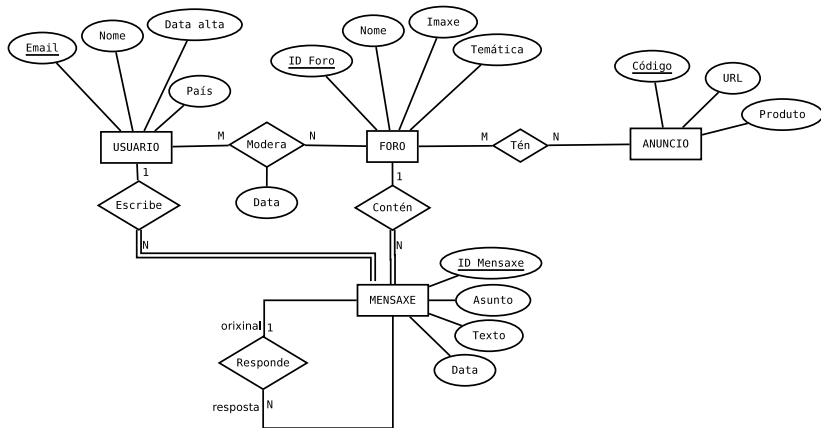 Email
Nome
Data alta
País
USUARIO
M
Modera
N
Data
ID Foro
Nome
Imaxe
Temática
FORO
M
Tén
N
Código
URL
Produto
ANUNCIO
1
Escribe
N
1
Contén
N
MENSAXE
ID Mensaxe
Asunto
Texto
Data
orixinal
1
Responde
resposta
N